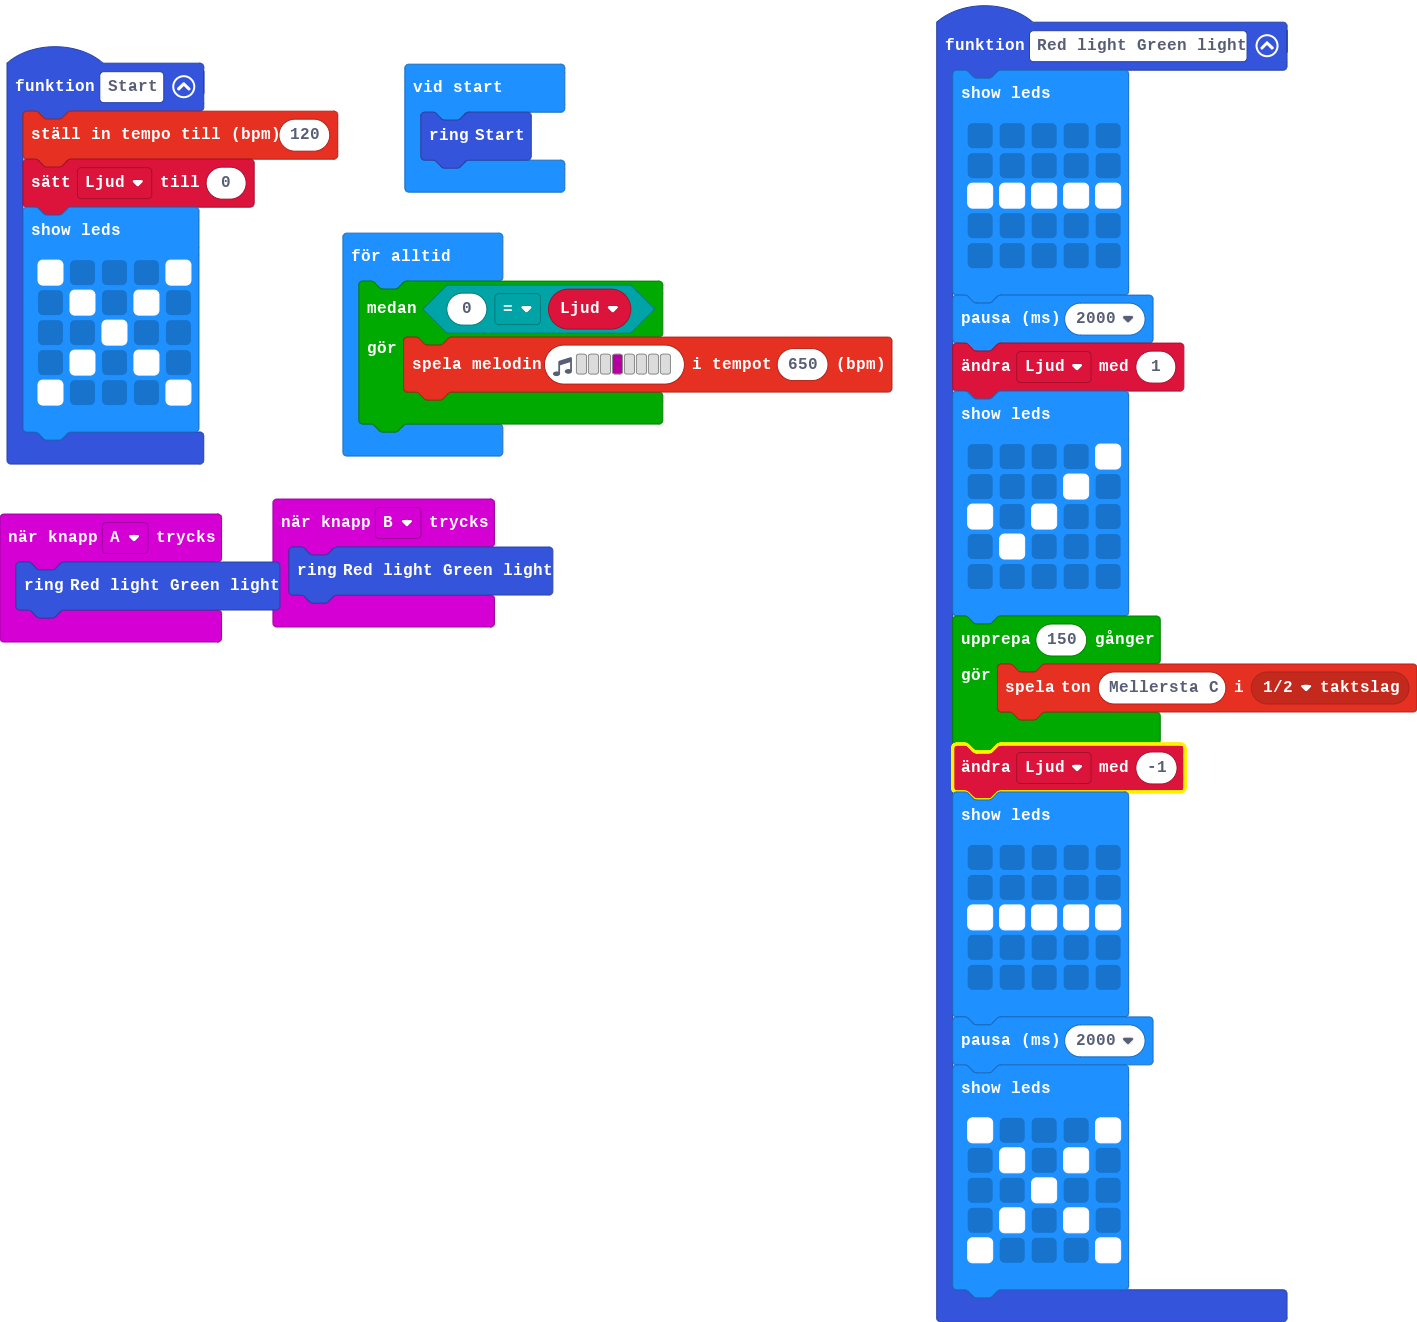 funktion Start
ställ in tempo till (bpm) 120
sätt Ljud till 0
show leds
vid start
ring Start
för alltid
medan 0 = Ljud
gör spela melodin i tempot 650 (bpm)
när knapp A trycks
ring Red light Green light
när knapp B trycks
ring Red light Green light
funktion Red light Green light
show leds
pausa (ms) 2000
ändra Ljud med 1
show leds
upprepa 150 gånger
gör spela ton Mellersta C i 1/2 taktslag
ändra Ljud med -1
show leds
pausa (ms) 2000
show leds